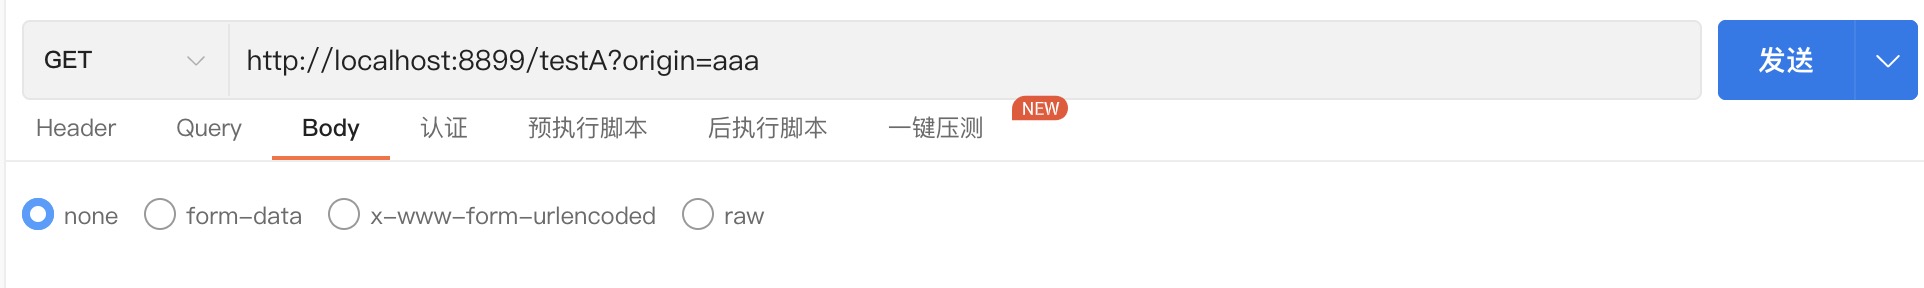 GET http://localhost:8899/testA?origin=aaa 发送
NEW
Header Query Body 认证 预执行脚本 后执行脚本 一键压测
none form-data x-www-form-urlencoded raw